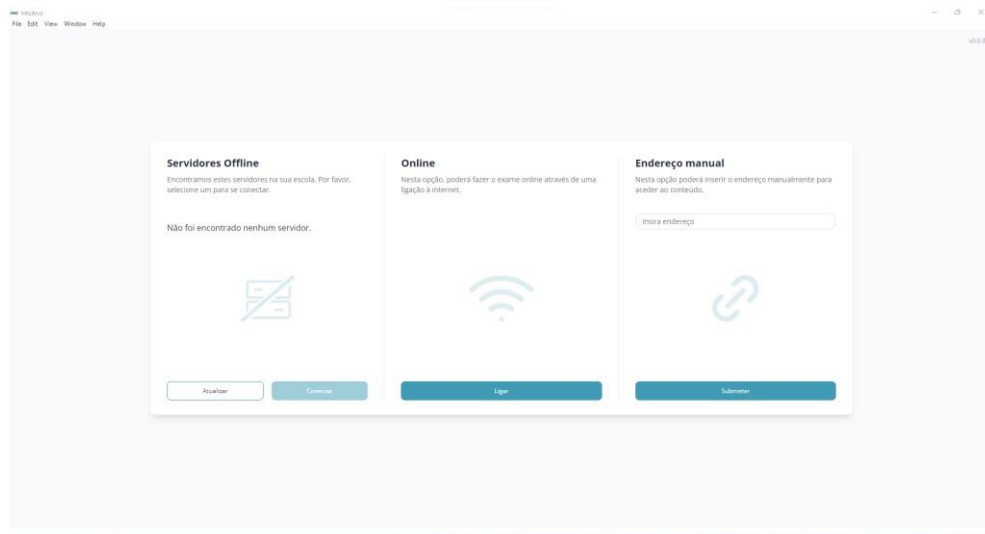 Intuitivo
File Edit View Window Help
Servidores Offline
Encontramos estes servidores na sua escola. Por favor,
selecione um para se conectar.
Não foi encontrado nenhum servidor.
Atualizar
Conectar
Online
Nesta opção, poderá fazer o exame online através de uma
ligação à internet.
Ligar
Endereço manual
Nesta opção poderá inserir o endereço manualmente para
aceder ao conteúdo.
Insira endereço
Submeter